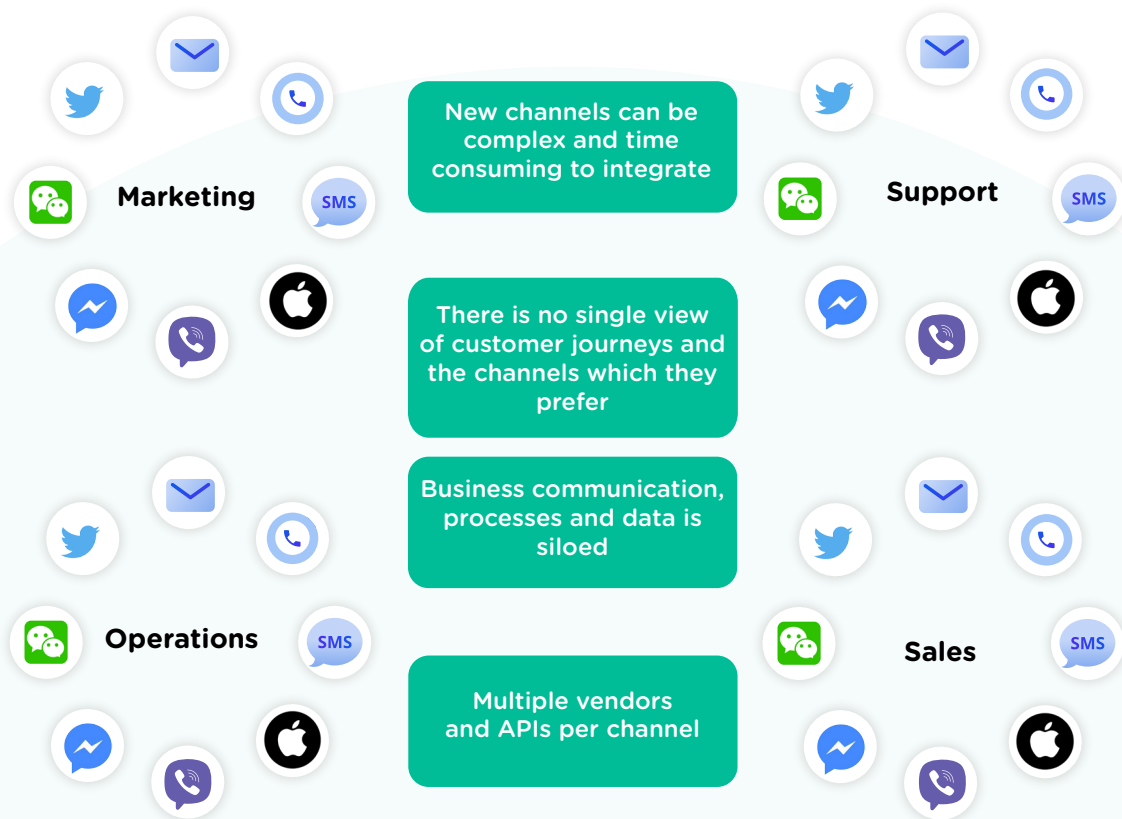 New channels can be
complex and time
consuming to integrate
Marketing
SMS
Support
SMS
There is no single view
of customer journeys and
the channels which they
prefer
Business communication,
processes and data is
siloed
Operations
SMS
Sales
SMS
Multiple vendors
and APIs per channel